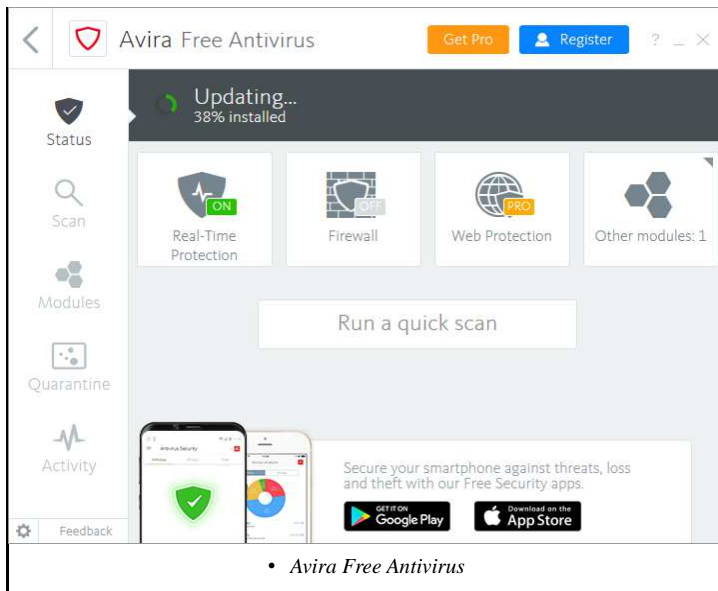 Avira Free Antivirus
Get Pro
Register
?
Updating...
38% installed
Status
Scan
Modules
Quarantine
Activity
Feedback
ON
Real-Time
Protection
OFF
Firewall
PRO
Web Protection
Other modules: 1
Run a quick scan
Antivirus Security
Secure your smartphone against threats, loss
and theft with our Free Security apps.
GET IT ON
Google Play
Download on the
App Store
• Avira Free Antivirus